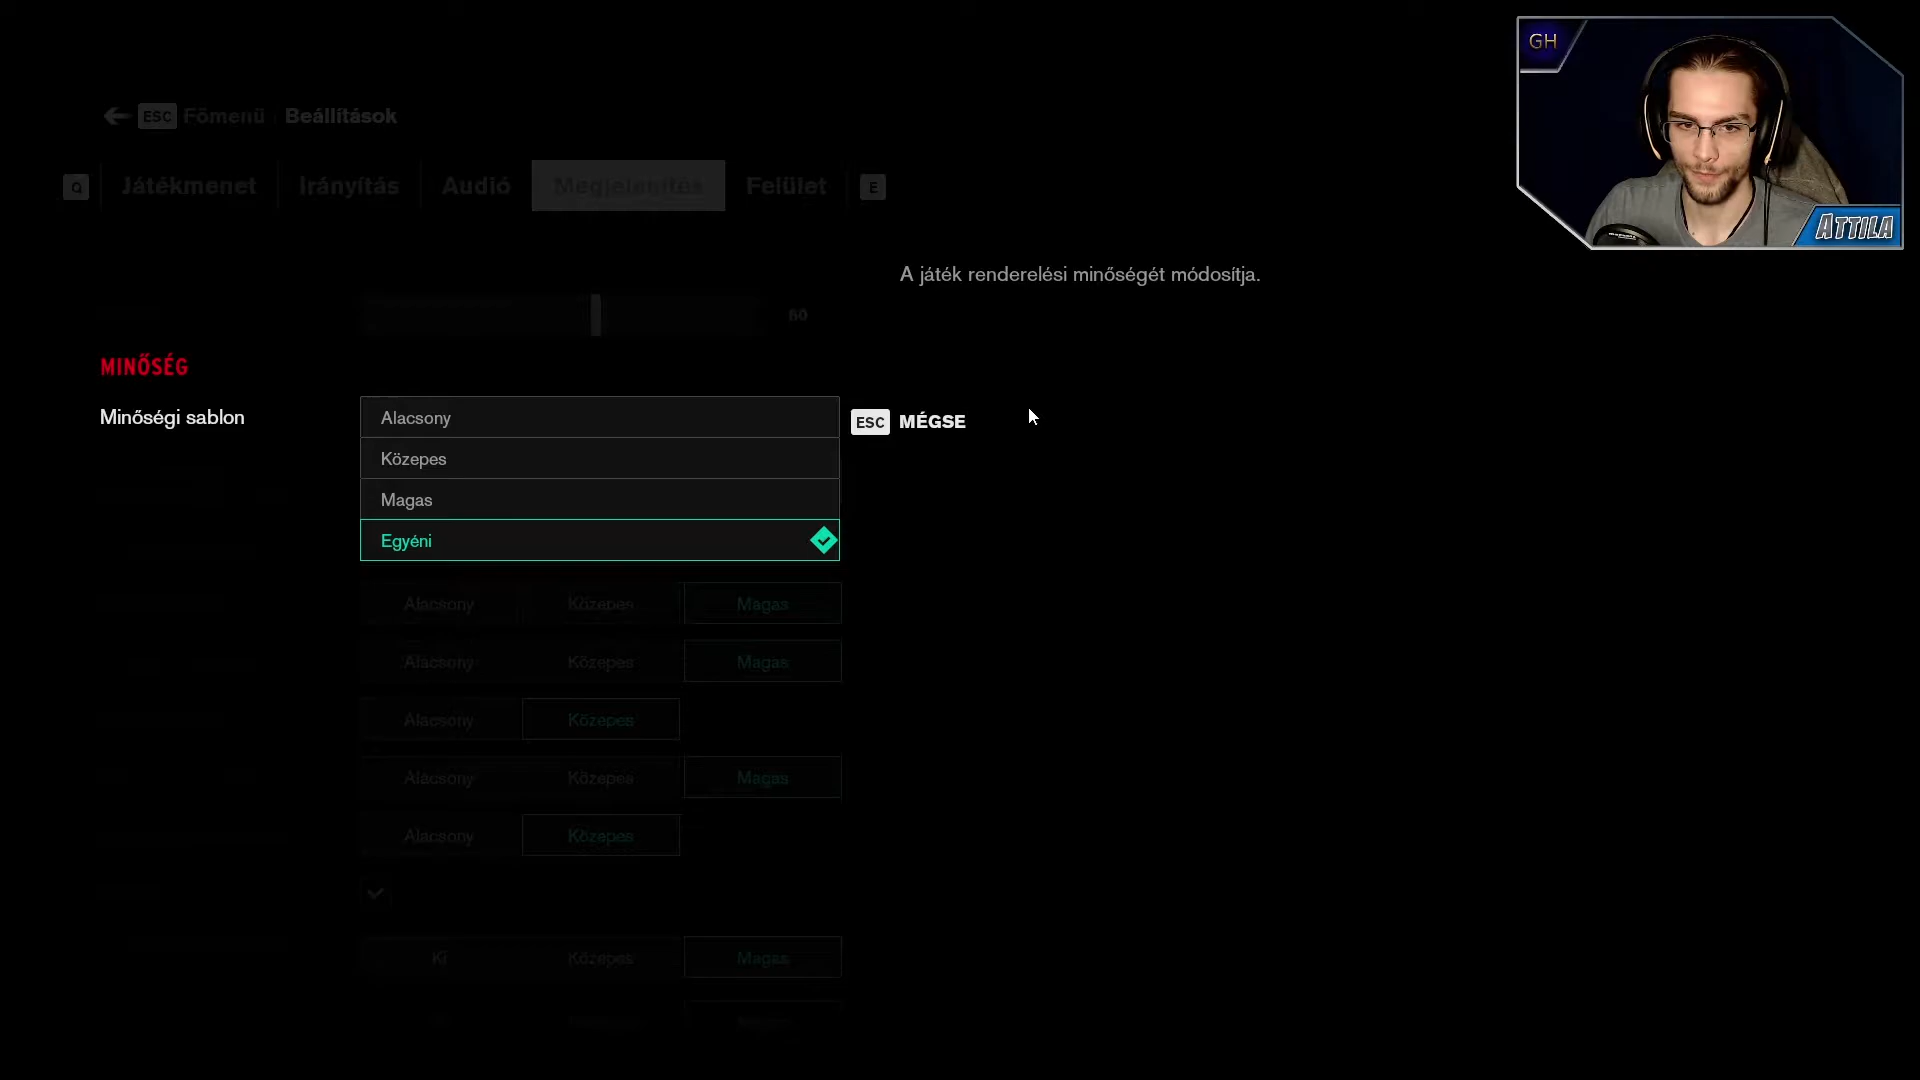 GH
ATTILA
ESC Főmenü Beállítások
Q Játékmenet Irányítás Audió Megjelenítés Felület E
A játék renderelési minőségét módosítja.
60
MINŐSÉG
Minőségi sablon
Alacsony
ESC MÉGSE
Közepes
Magas
Egyéni
Alacsony Közepes Magas
Alacsony Közepes Magas
Alacsony Közepes
Alacsony Közepes Magas
Alacsony Közepes
Ki Közepes Magas